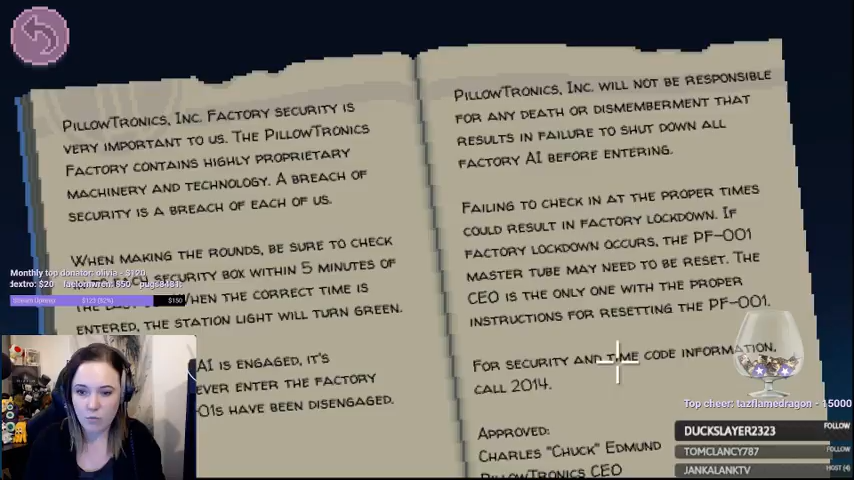 PillowTronics, Inc. Factory security is
very important to us. The PillowTronics
Factory contains highly proprietary
machinery and technology. A breach of
security is a breach of each of us.
When making the rounds, be sure to check
security box within 5 minutes of
When the correct time is
entered, the station light will turn green.
AI is engaged, it's
ever enter the factory
-01s have been disengaged.
PillowTronics, Inc. will not be responsible
for any death or dismemberment that
results in failure to shut down all
factory AI before entering.
Failing to check in at the proper times
could result in factory lockdown. If
factory lockdown occurs, the PF-001
master tube may need to be reset. The
CEO is the only one with the proper
instructions for resetting the PF-001.
For security and time code information,
call 2014.
Approved:
Charles "Chuck" Edmund
PillowTronics CEO
Monthly top donator: olivia - $120
dextro: $20
$123 (82%)
$150
Top cheer: tazflamedragon - 15000
DUCKSLAYER2323 FOLLOW
TOMCLANCY787 FOLLOW
JANKALANKTV HOST (4)